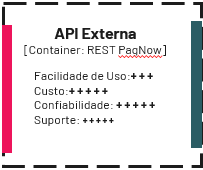 API Externa
[Container: REST PagNow]
Facilidade de Uso:+++
Custo:+++++
Confiabilidade: +++++
Suporte: +++++